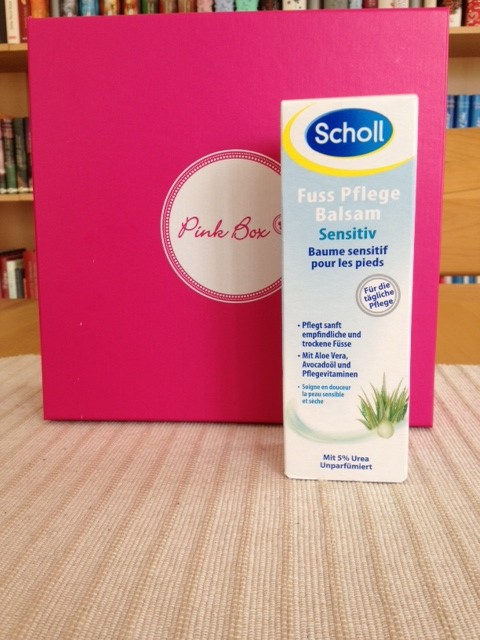 Pink Box
Scholl
Fuss Pflege
Balsam
Sensitiv
Baume sensitif
pour les pieds
Für die
tägliche
Pflege
• Pflegt sanft
empfindliche und
trockene Füsse
• Mit Aloe Vera,
Avocadoöl und
Pflegevitaminen
• Soigne en douceur
la peau sensible
et sèche
Mit 5% Urea
Unparfümiert